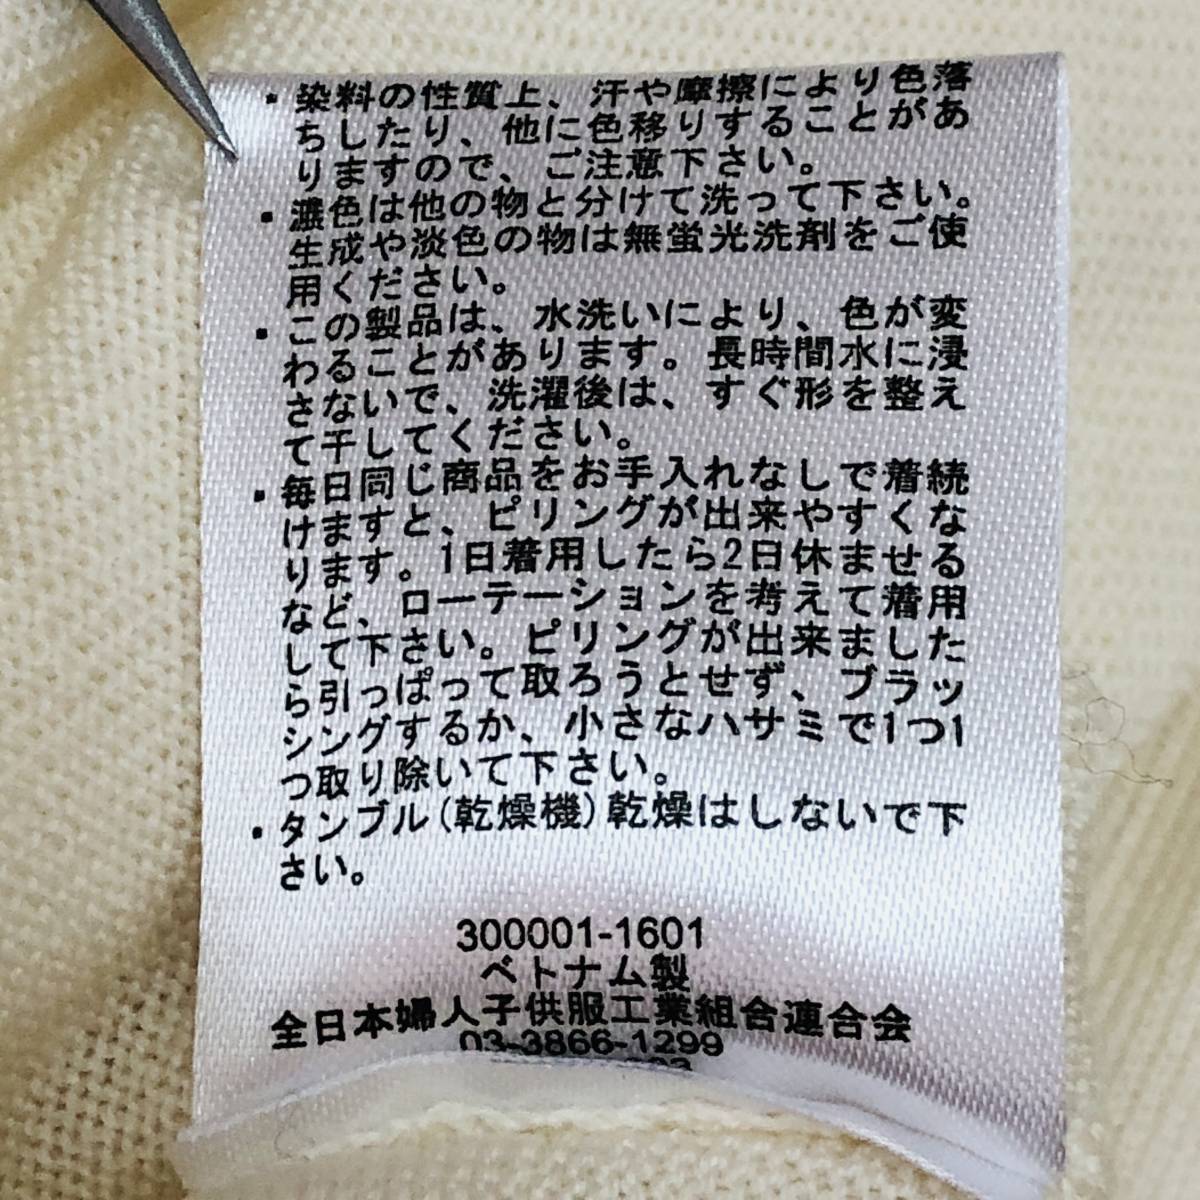 ・染料の性質上、汗や摩擦により色落
ちしたり、他に色移りすることがあ
りますので、ご注意下さい。
・濃色は他の物と分けて洗って下さい。
生成や淡色の物は無蛍光洗剤をご使
用ください。
・この製品は、水洗いにより、色が変
わることがあります。長時間水に浸
さないで、洗濯後は、すぐ形を整え
て干してください。
・毎日同じ商品をお手入れなしで着続
けますと、ピリングが出来やすくな
ります。1日着用したら2日休ませる
など、ローテーションを考えて着用
して下さい。ピリングが出来ました
ら引っぱって取ろうとせず、ブラッ
シングするか、小さなハサミで1つ1
つ取り除いて下さい。
・タンブル(乾燥機)乾燥はしないで下
さい。
300001-1601
ベトナム製
全日本婦人子供服工業組合連合会
03-3866-1299